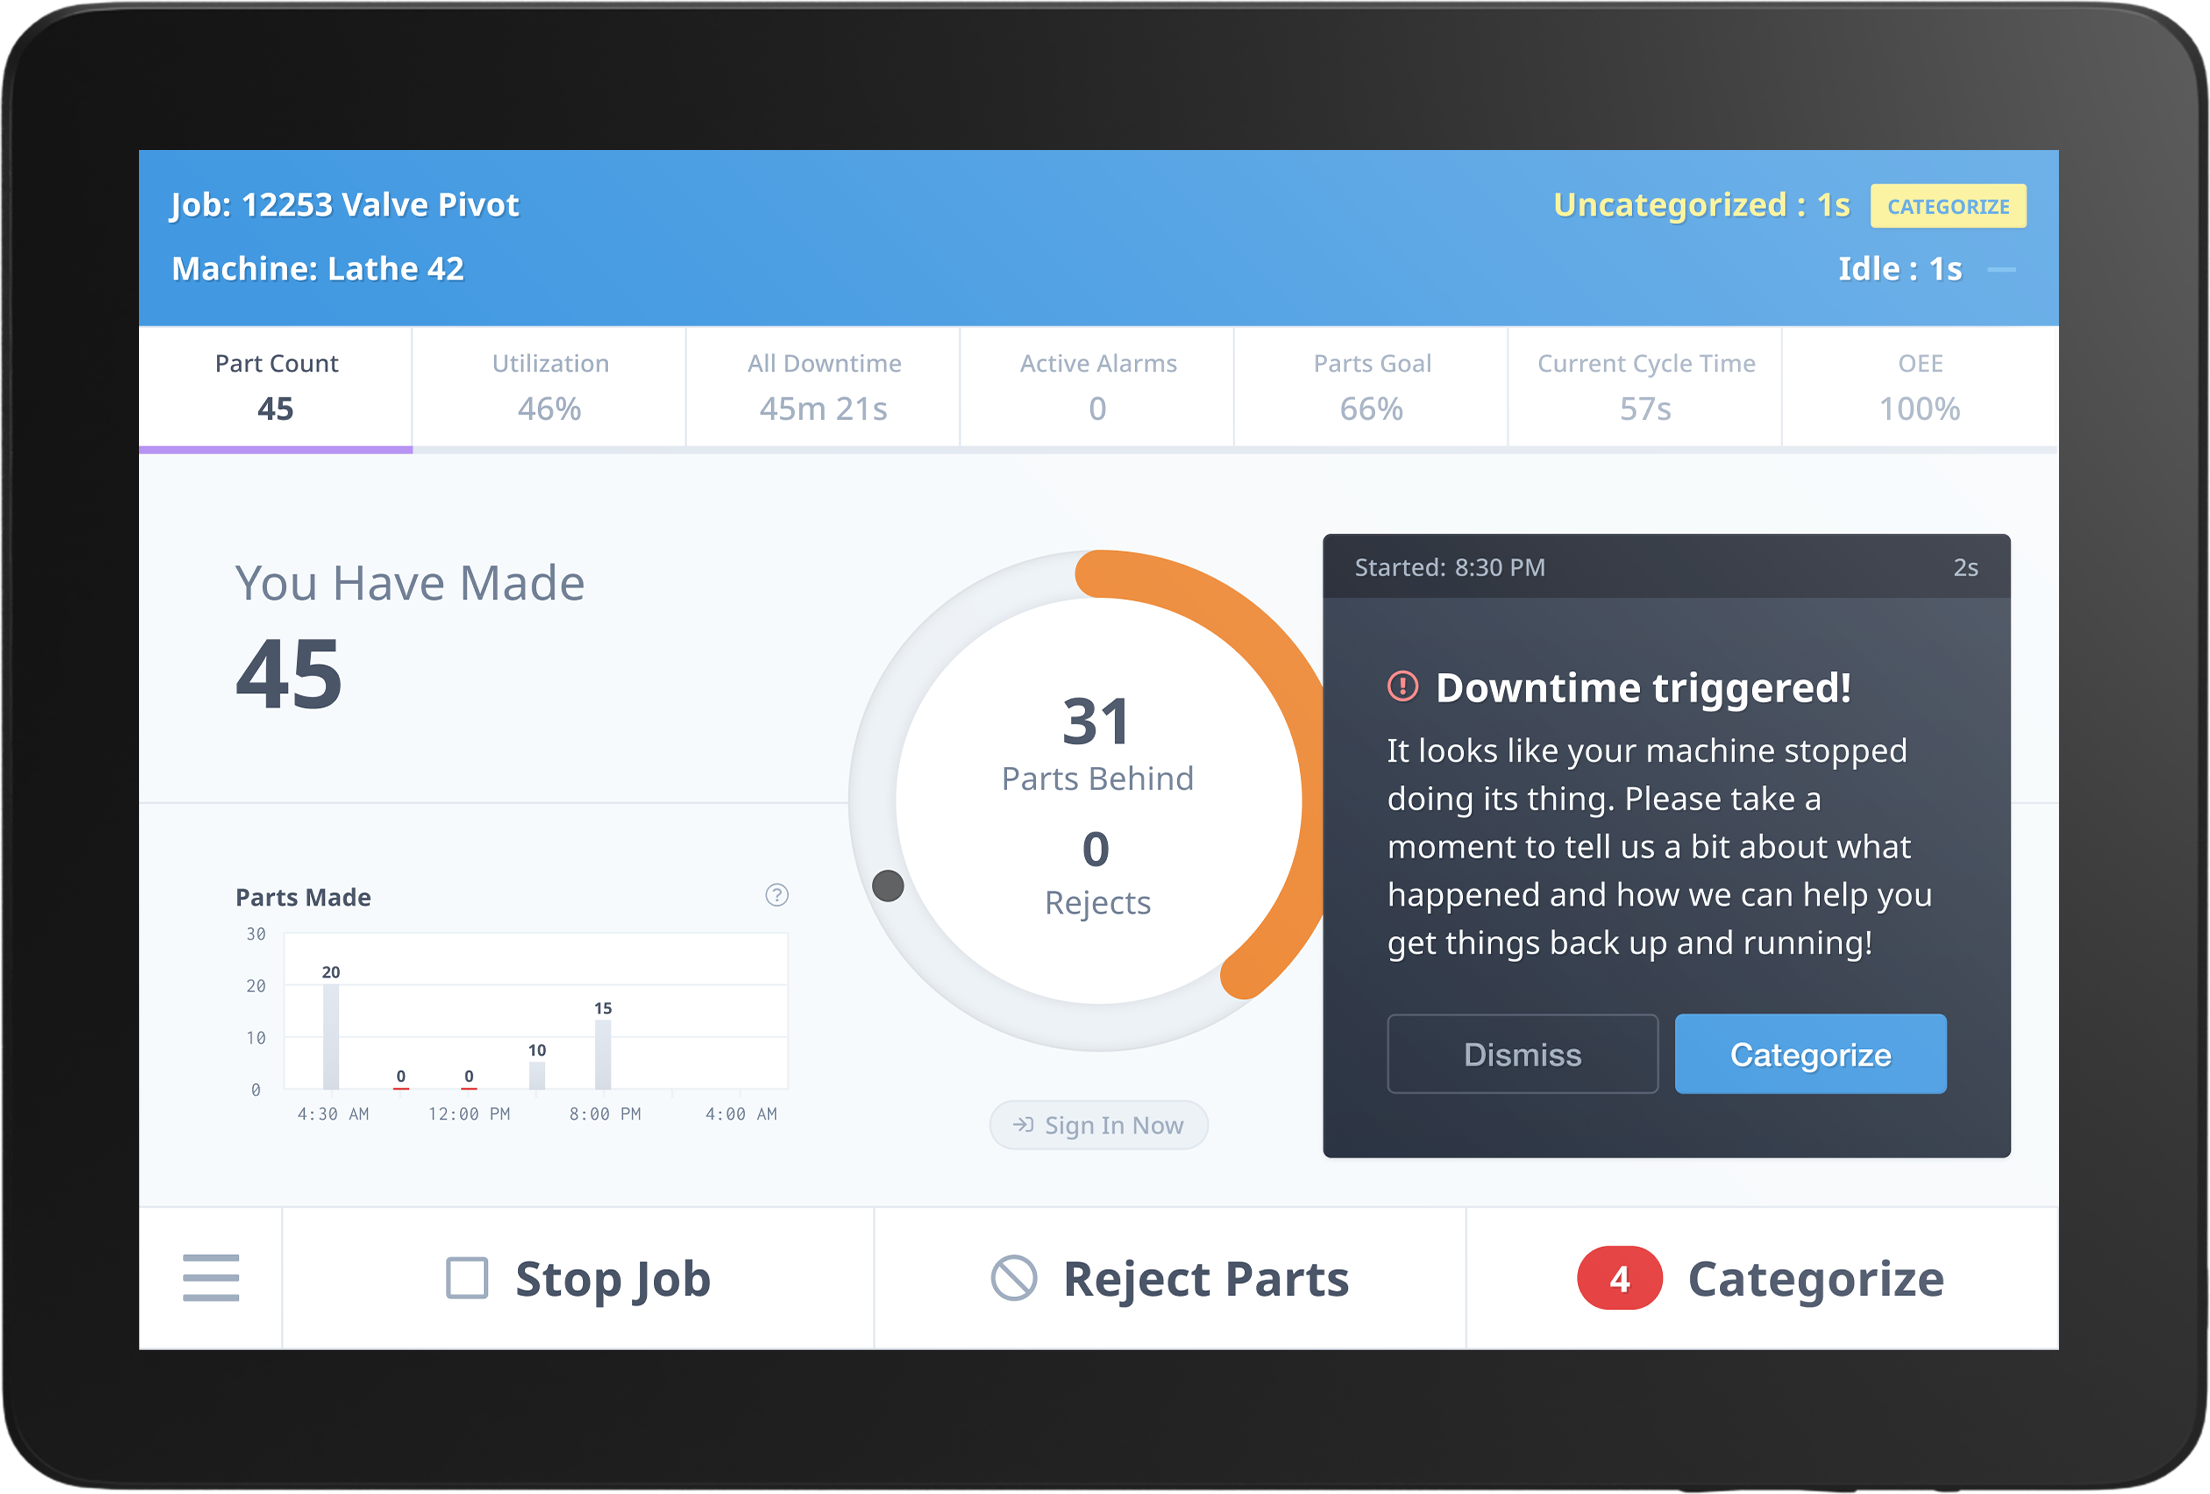 Job: 12253 Valve Pivot
Uncategorized : 1s CATEGORIZE
Machine: Lathe 42
Idle : 1s
Part Count
45
Utilization
46%
All Downtime
45m 21s
Active Alarms
0
Parts Goal
66%
Current Cycle Time
57s
OEE
100%
You Have Made
45
Parts Made
30
20
10
0
20
0
0
10
15
4:30 AM 12:00 PM 8:00 PM 4:00 AM
31
Parts Behind
0
Rejects
Sign In Now
Started: 8:30 PM 2s
Downtime triggered!
It looks like your machine stopped
doing its thing. Please take a
moment to tell us a bit about what
happened and how we can help you
get things back up and running!
Dismiss Categorize
Stop Job Reject Parts 4 Categorize